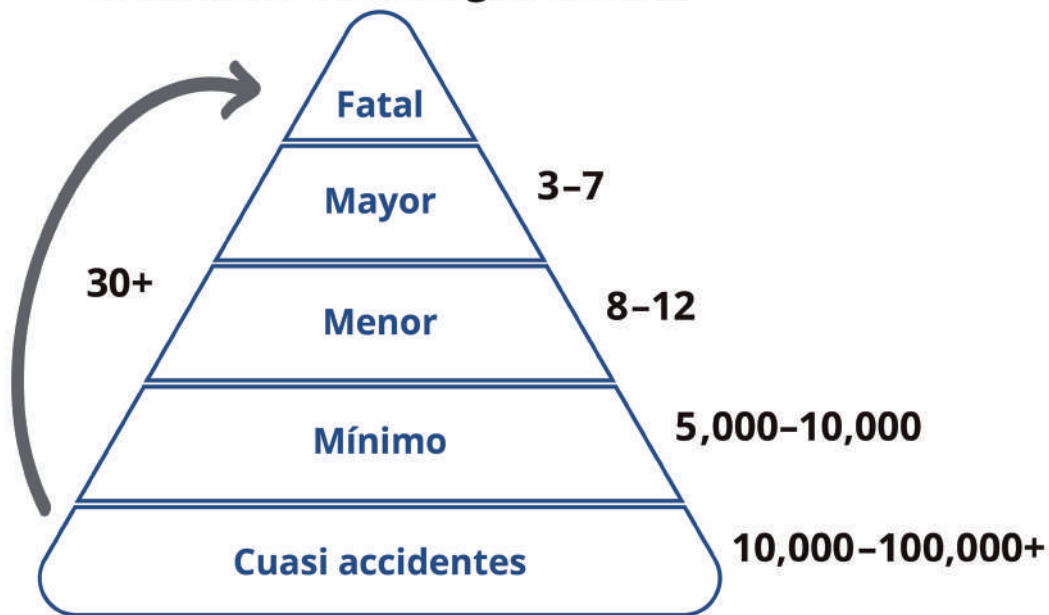 Fatal
Mayor
3–7
30+
Menor
8–12
Mínimo
5,000–10,000
Cuasi accidentes
10,000–100,000+